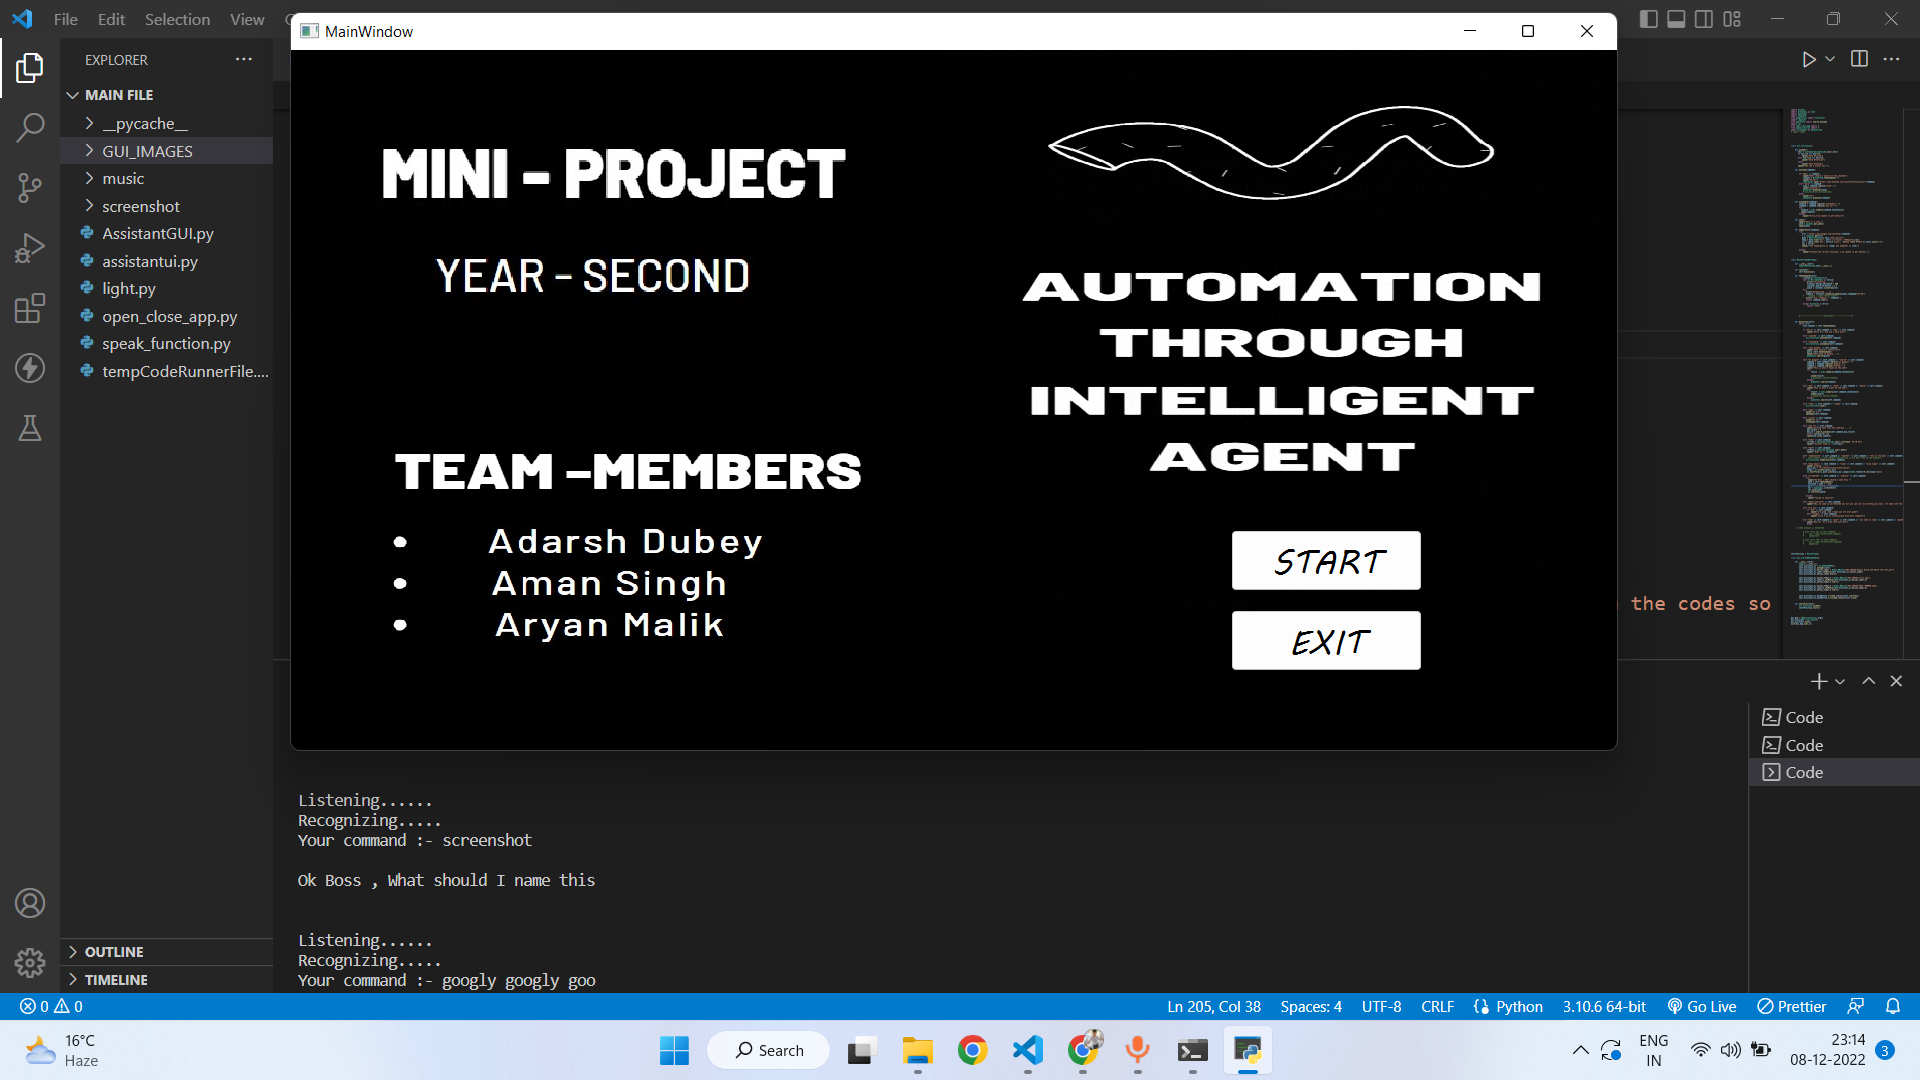 File Edit Selection View
MainWindow
EXPLORER
MAIN FILE
__pycache__
GUI_IMAGES
music
screenshot
AssistantGUI.py
assistantui.py
light.py
open_close_app.py
speak_function.py
tempCodeRunnerFile....
OUTLINE
TIMELINE
MINI - PROJECT
YEAR - SECOND
TEAM -MEMBERS
• Adarsh Dubey
• Aman Singh
• Aryan Malik
AUTOMATION
THROUGH
INTELLIGENT
AGENT
START
EXIT
the codes so
Code
Code
Code
Listening......
Recognizing.....
Your command :- screenshot
Ok Boss , What should I name this
Listening......
Recognizing.....
Your command :- googly googly goo
0 0 Ln 205, Col 38 Spaces: 4 UTF-8 CRLF Python 3.10.6 64-bit Go Live Prettier
16°C
Haze
Search
ENG
IN
23:14
08-12-2022
3